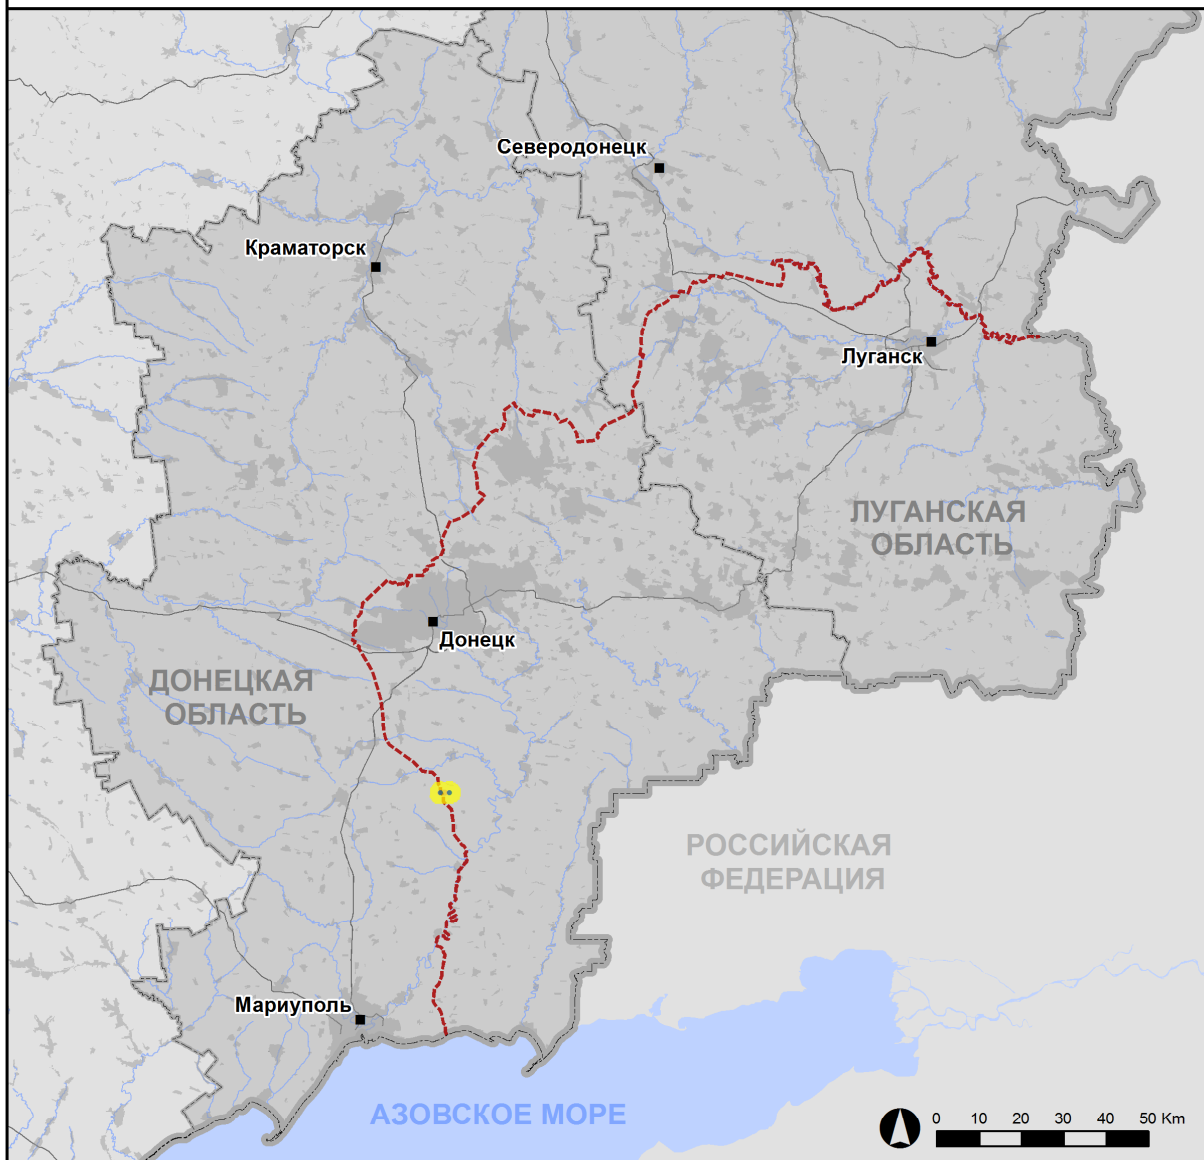 Северодонецк
Краматорск
Луганск
ЛУГАНСКАЯ
ОБЛАСТЬ
Донецк
ДОНЕЦКАЯ
ОБЛАСТЬ
РОССИЙСКАЯ
ФЕДЕРАЦИЯ
Мариуполь
АЗОВСКОЕ МОРЕ
0 10 20 30 40 50 Km